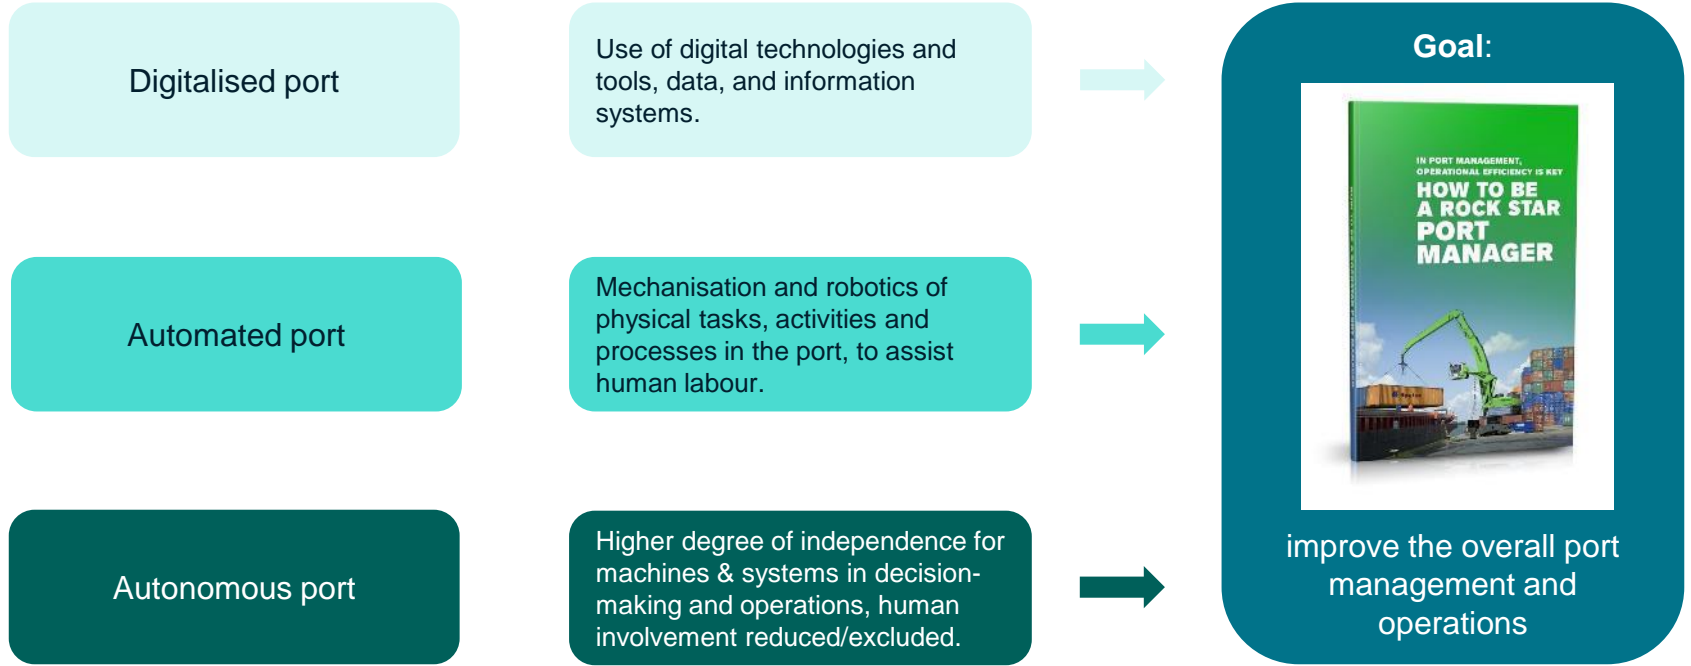 Digitalised port
Use of digital technologies and
tools, data, and information
systems.
Automated port
Mechanisation and robotics of
physical tasks, activities and
processes in the port, to assist
human labour.
Autonomous port
Higher degree of independence for
machines & systems in decision-
making and operations, human
involvement reduced/excluded.
Goal:
IN PORT MANAGEMENT,
OPERATIONAL EFFICIENCY IS KEY
HOW TO BE
A ROCK STAR
PORT
MANAGER
improve the overall port
management and
operations